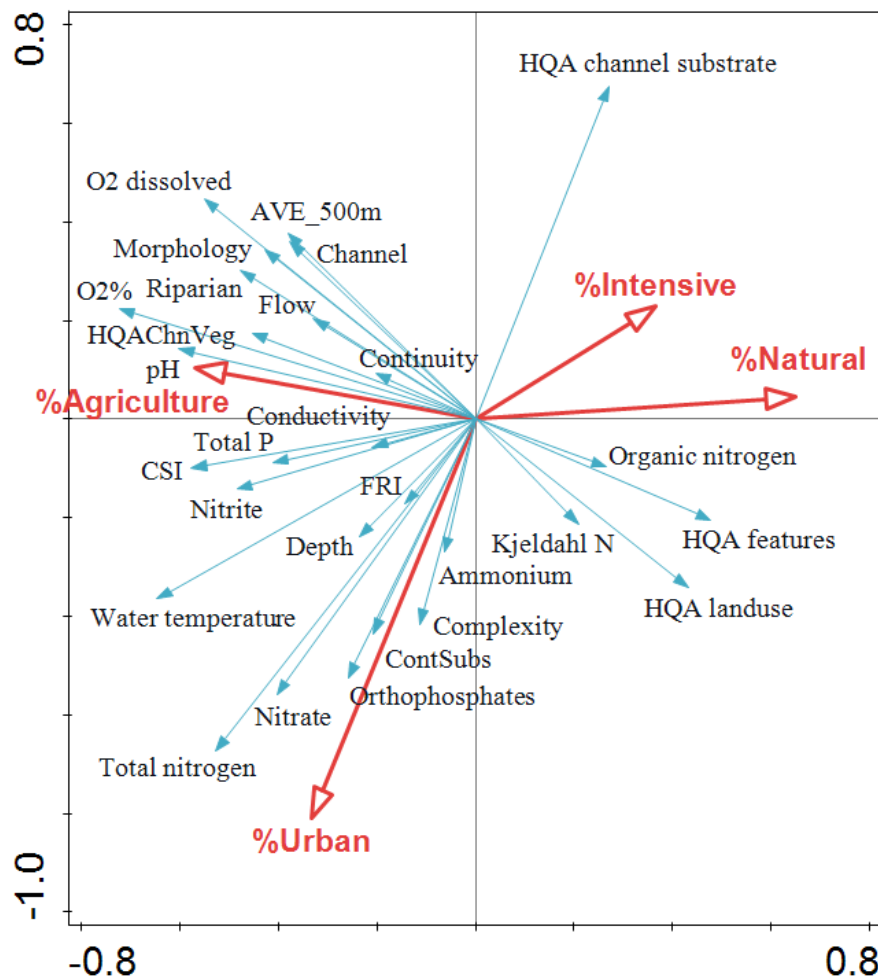 0.8
HQA channel substrate
O2 dissolved
AVE_500m
Morphology
Channel
%Intensive
O2%
Riparian
Flow
HQAChnVeg
Continuity
%Natural
pH
%Agriculture
Conductivity
Total P
CSI
Organic nitrogen
FRI
Nitrite
Depth
Kjeldahl N
HQA features
Ammonium
Water temperature
Complexity
HQA landuse
ContSubs
Orthophosphates
Nitrate
Total nitrogen
%Urban
-1.0
-0.8
0.8